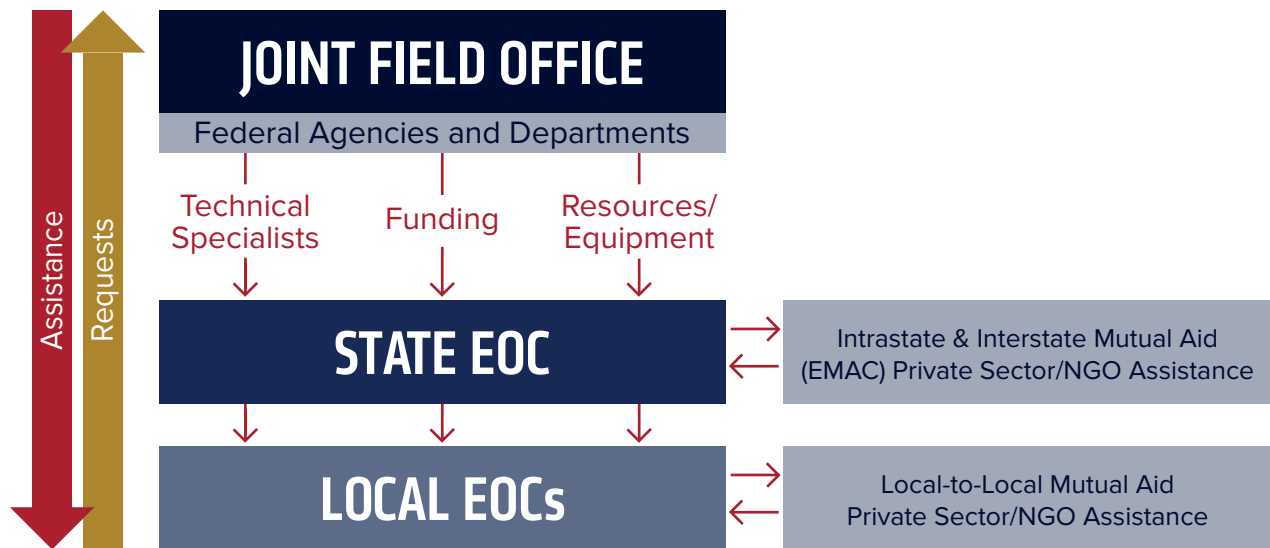 Assistance
Requests
JOINT FIELD OFFICE
Federal Agencies and Departments
Technical
Specialists
Funding
Resources/
Equipment
STATE EOC
Intrastate & Interstate Mutual Aid
(EMAC) Private Sector/NGO Assistance
LOCAL EOCs
Local-to-Local Mutual Aid
Private Sector/NGO Assistance